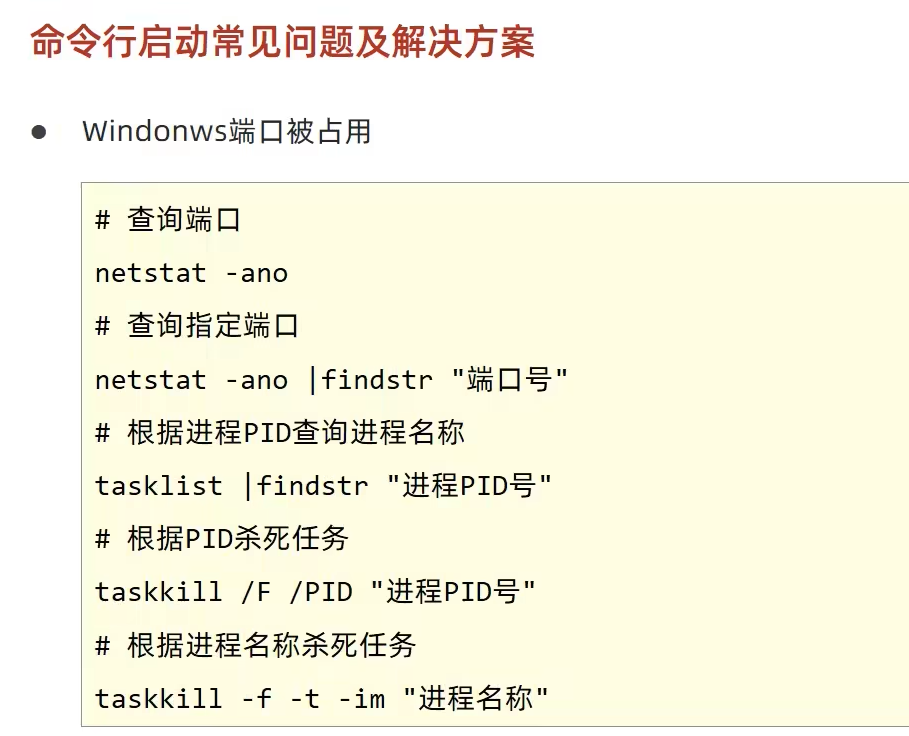 命令行启动常见问题及解决方案
● Windonws端口被占用
# 查询端口
netstat -ano
# 查询指定端口
netstat -ano |findstr "端口号"
# 根据进程PID查询进程名称
tasklist |findstr "进程PID号"
# 根据PID杀死任务
taskkill /F /PID "进程PID号"
# 根据进程名称杀死任务
taskkill -f -t -im "进程名称"